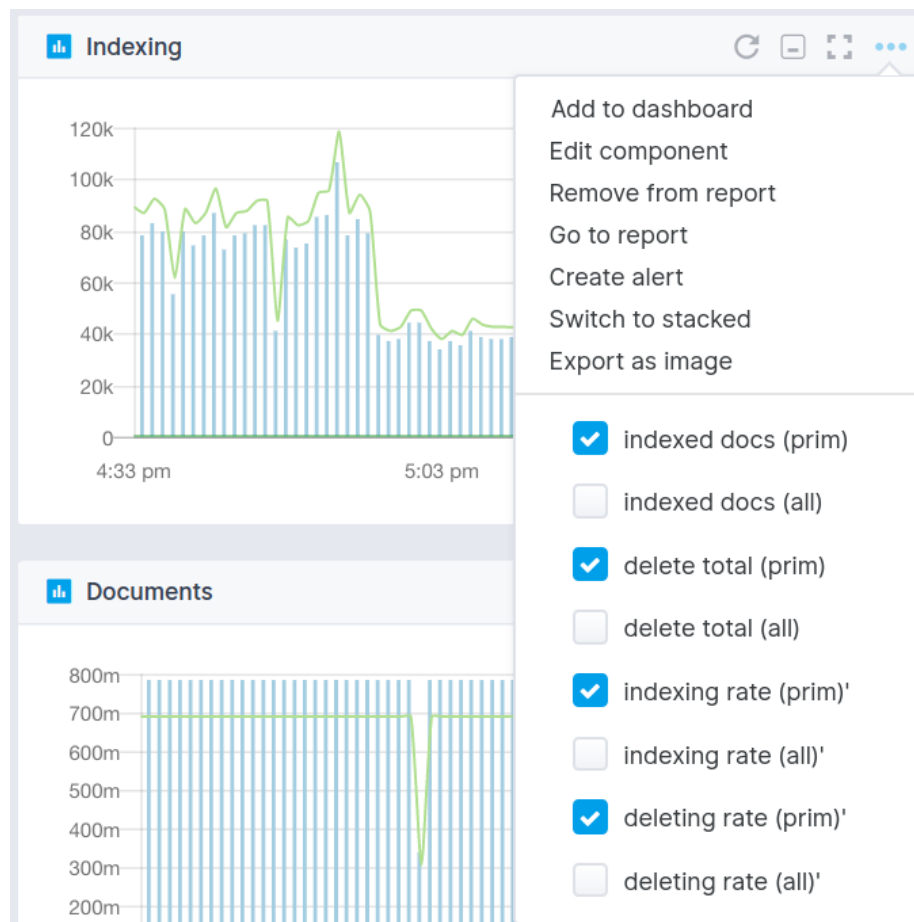 Indexing
120k
100k
80k
60k
40k
20k
0
4:33 pm
5:03 pm
Add to dashboard
Edit component
Remove from report
Go to report
Create alert
Switch to stacked
Export as image
indexed docs (prim)
indexed docs (all)
delete total (prim)
delete total (all)
indexing rate (prim)'
indexing rate (all)'
deleting rate (prim)'
deleting rate (all)'
Documents
800m
700m
600m
500m
400m
300m
200m